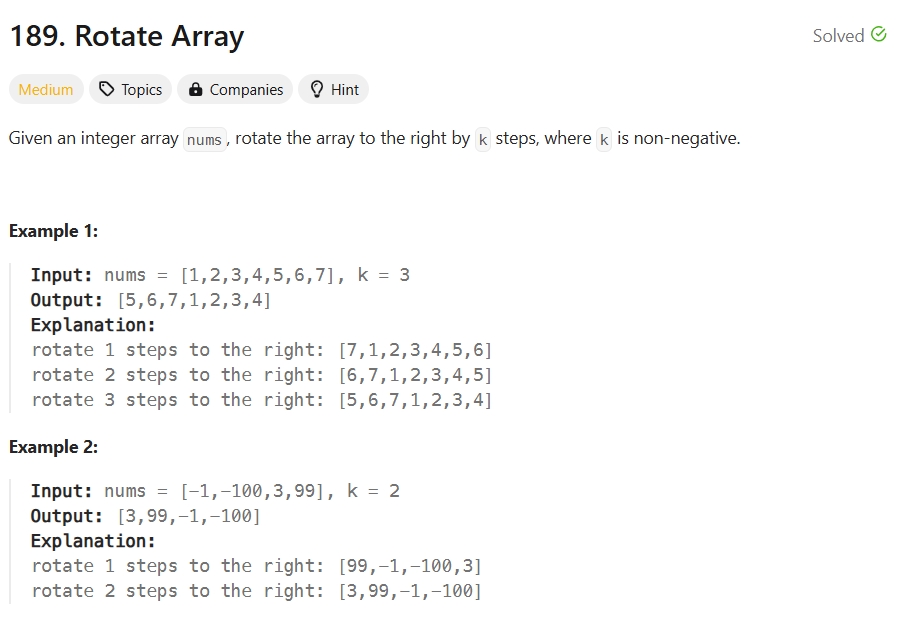 189. Rotate Array
Solved
Medium Topics Companies Hint
Given an integer array nums, rotate the array to the right by k steps, where k is non-negative.
Example 1:
Input: nums = [1,2,3,4,5,6,7], k = 3
Output: [5,6,7,1,2,3,4]
Explanation:
rotate 1 steps to the right: [7,1,2,3,4,5,6]
rotate 2 steps to the right: [6,7,1,2,3,4,5]
rotate 3 steps to the right: [5,6,7,1,2,3,4]
Example 2:
Input: nums = [-1,-100,3,99], k = 2
Output: [3,99,-1,-100]
Explanation:
rotate 1 steps to the right: [99,-1,-100,3]
rotate 2 steps to the right: [3,99,-1,-100]